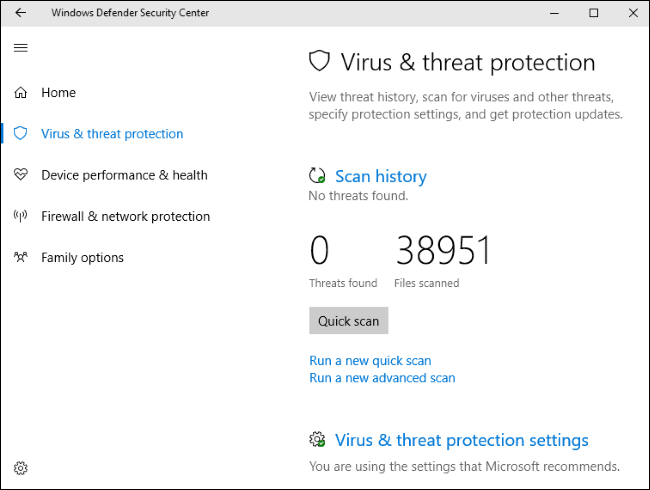 Windows Defender Security Center
Home
Virus & threat protection
Device performance & health
Firewall & network protection
Family options
Virus & threat protection
View threat history, scan for viruses and other threats,
specify protection settings, and get protection updates.
Scan history
No threats found.
0 38951
Threats found Files scanned
Quick scan
Run a new quick scan
Run a new advanced scan
Virus & threat protection settings
You are using the settings that Microsoft recommends.